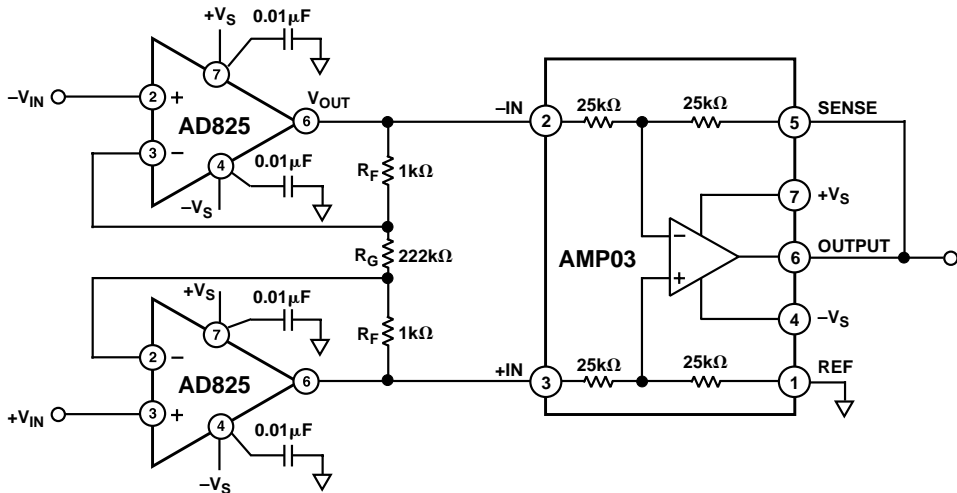 +VS 0.01µF
7
–VIN 2 +
AD825
6 VOUT
3 –
4 0.01µF
–VS
RF 1kΩ
RG 222kΩ
+VS 0.01µF
7
RF 1kΩ
2 –
AD825
6
+VIN 3 +
4 0.01µF
–VS
–IN 2 25kΩ 25kΩ 5 SENSE
7 +VS
–
AMP03
6 OUTPUT
+
4 –VS
+IN 3 25kΩ 25kΩ 1 REF